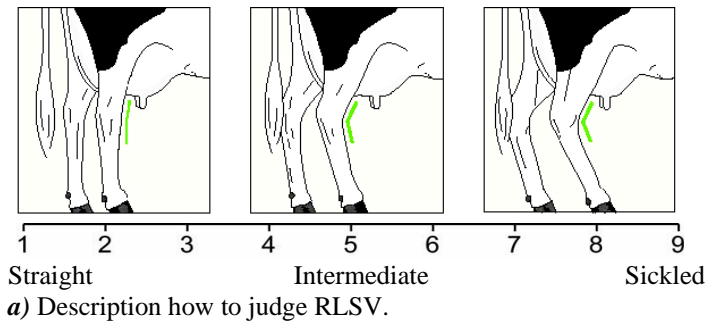 1 2 3 4 5 6 7 8 9
Straight Intermediate Sickled
a) Description how to judge RLSV.